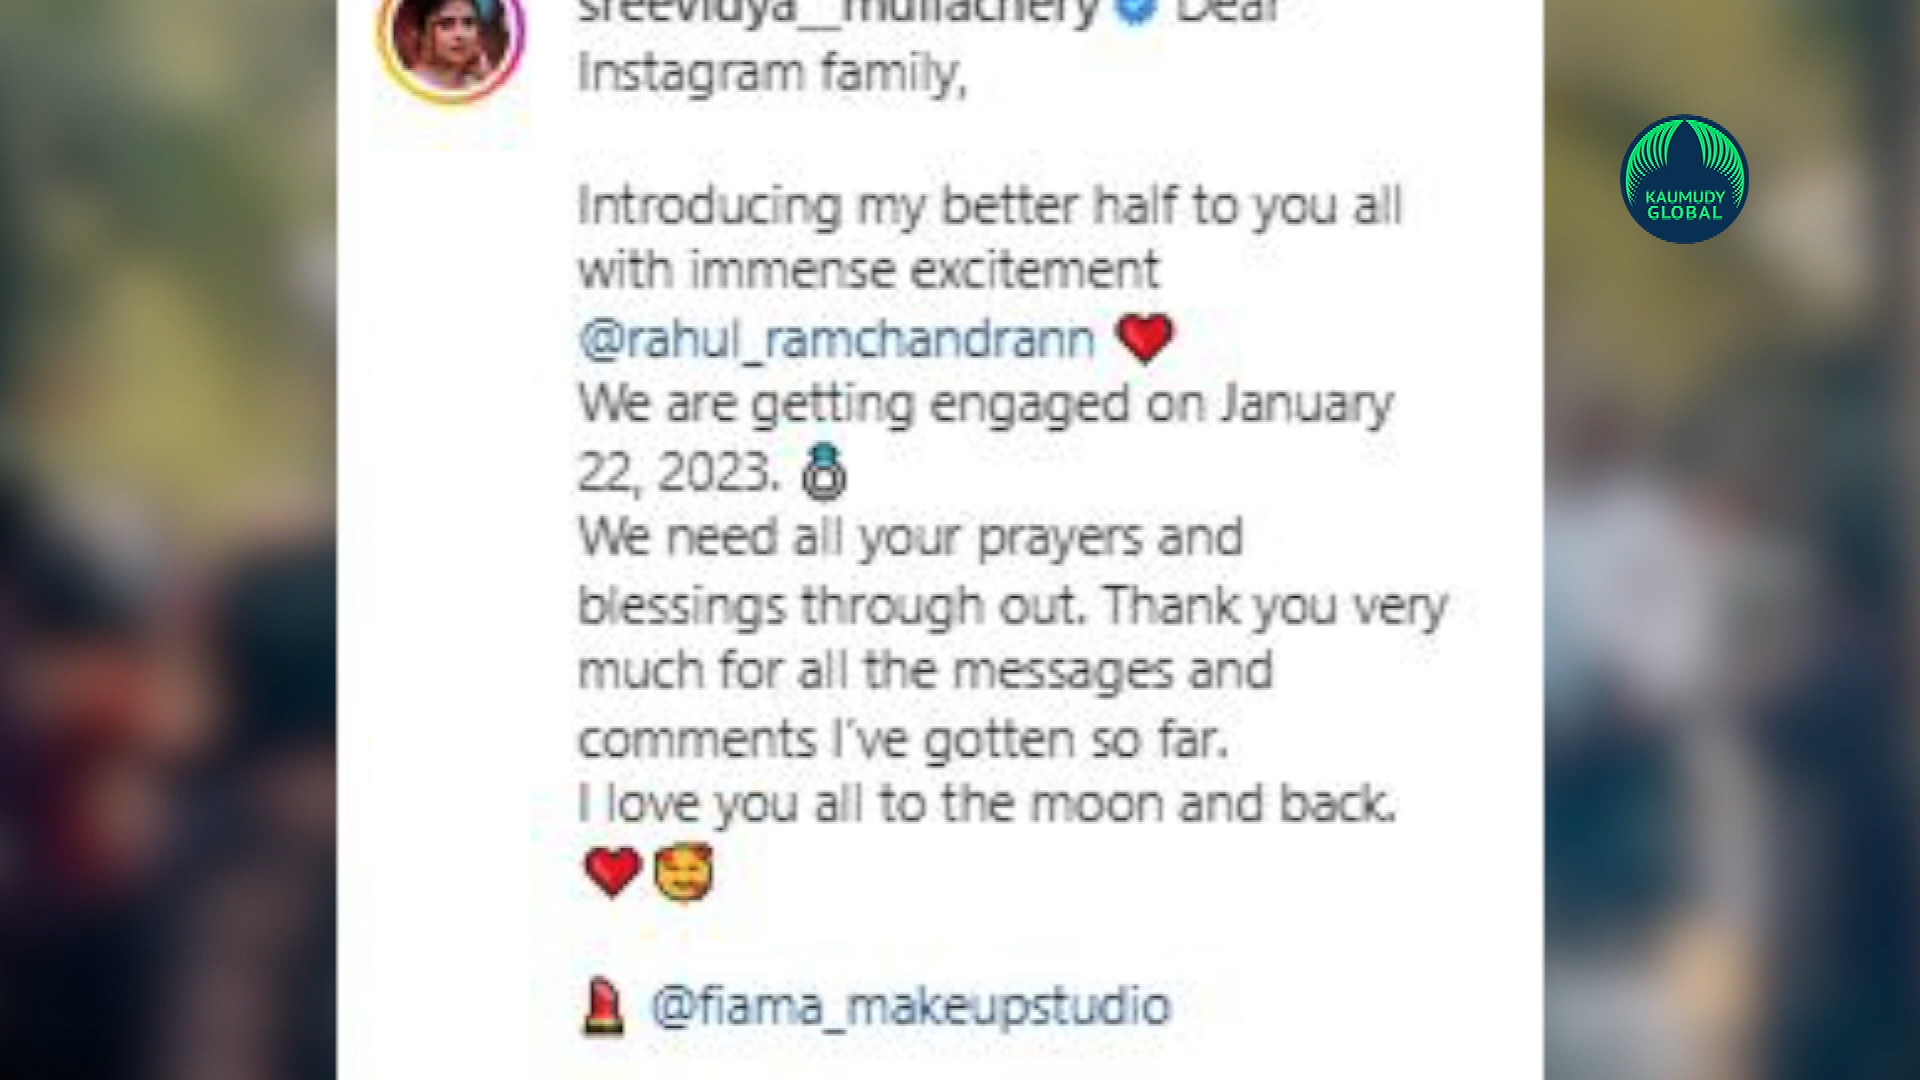 sreevidya__mullachery Dear
Instagram family,
Introducing my better half to you all
with immense excitement
@rahul_ramchandrann ❤️
We are getting engaged on January
22, 2023. 💍
We need all your prayers and
blessings through out. Thank you very
much for all the messages and
comments I've gotten so far.
I love you all to the moon and back.
❤️🥰
💄 @fiama_makeupstudio
KAUMUDY
GLOBAL